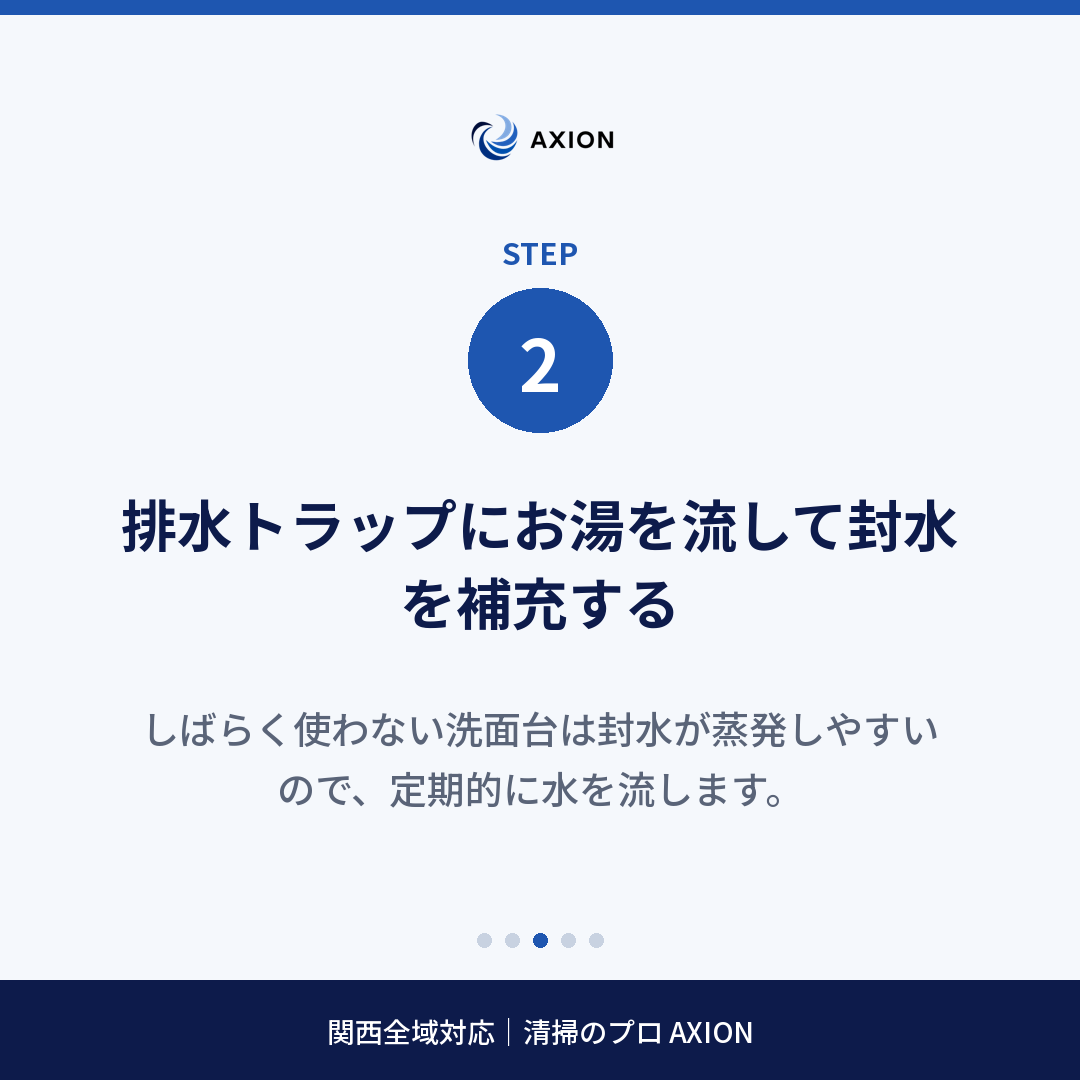 AXION
STEP
2
排水トラップにお湯を流して封水
を補充する
しばらく使わない洗面台は封水が蒸発しやすい
ので、定期的に水を流します。
関西全域対応｜清掃のプロ AXION